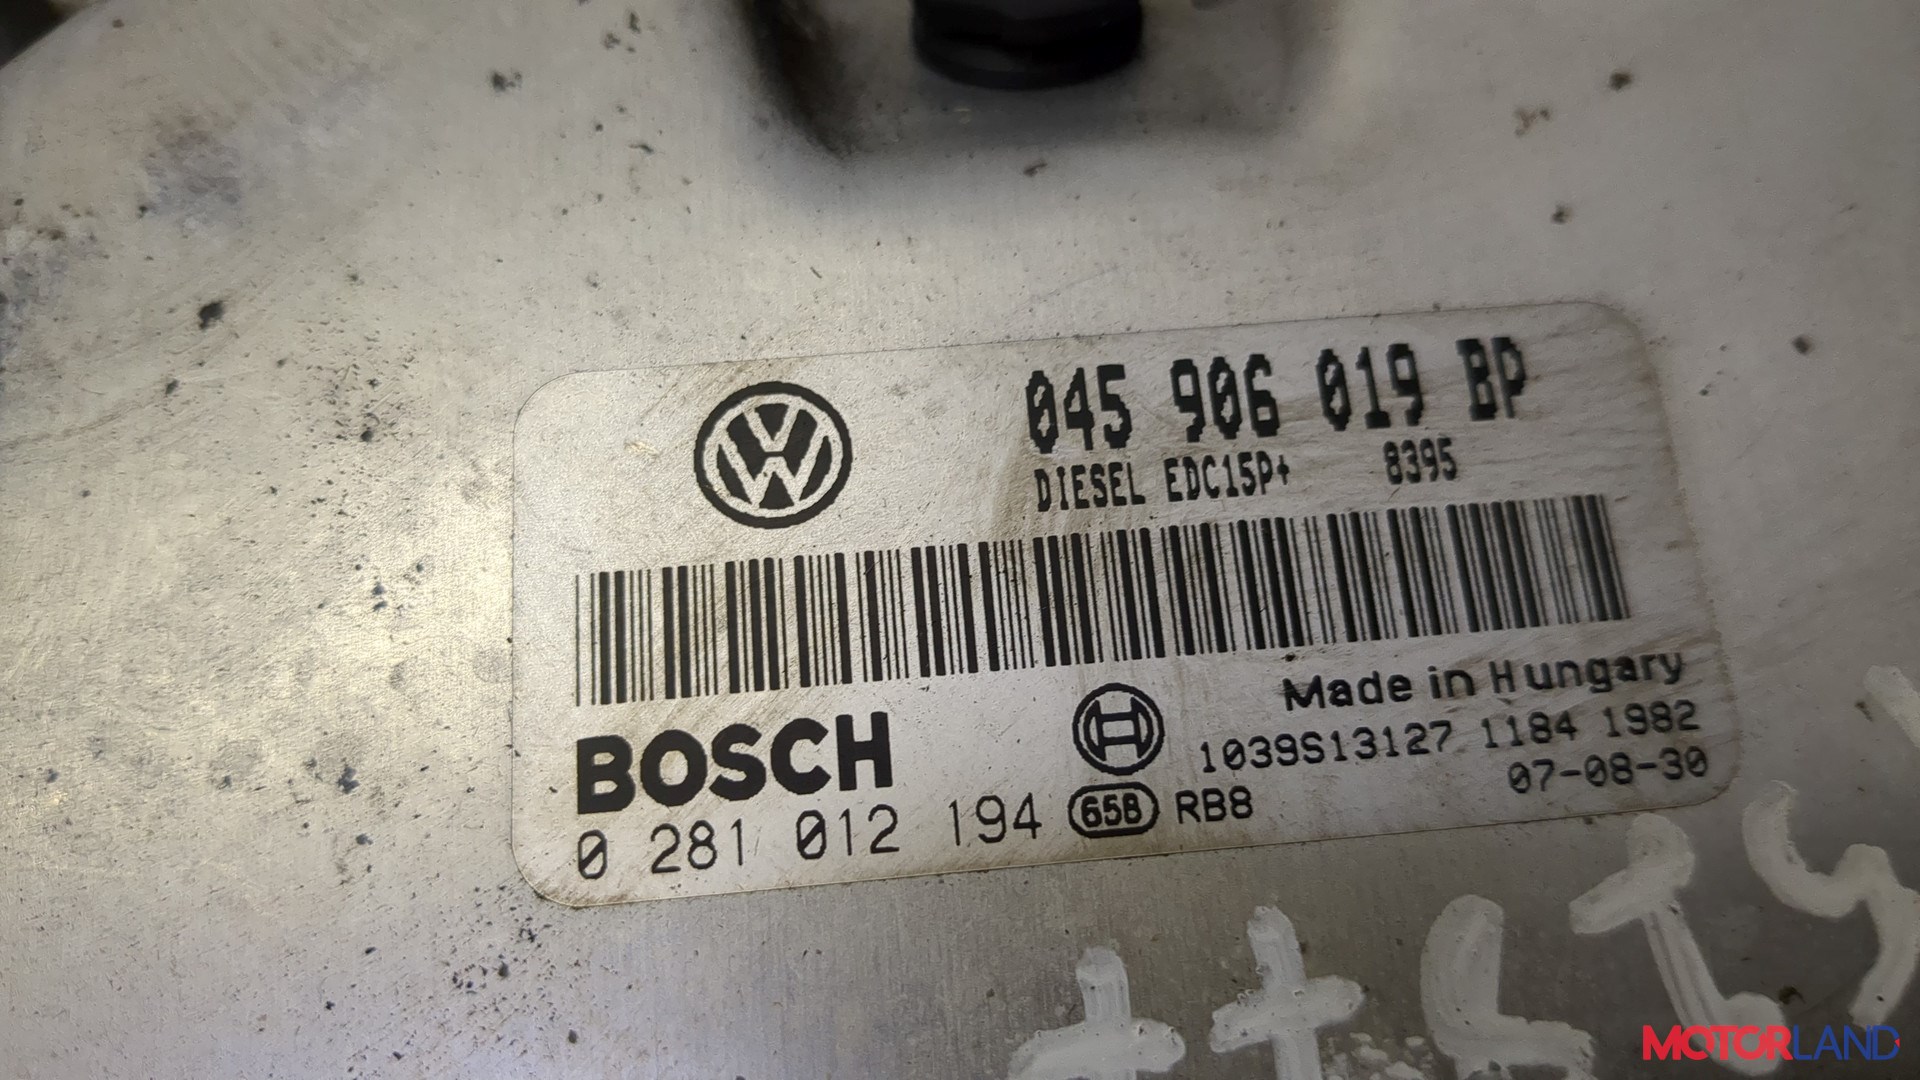 045 906 019 BP
DIESEL EDC15P+ 8395
BOSCH
Made in Hungary
1039S13127 1184 1982
07-08-30
0 281 012 194 65B RB8
MOTORLAND